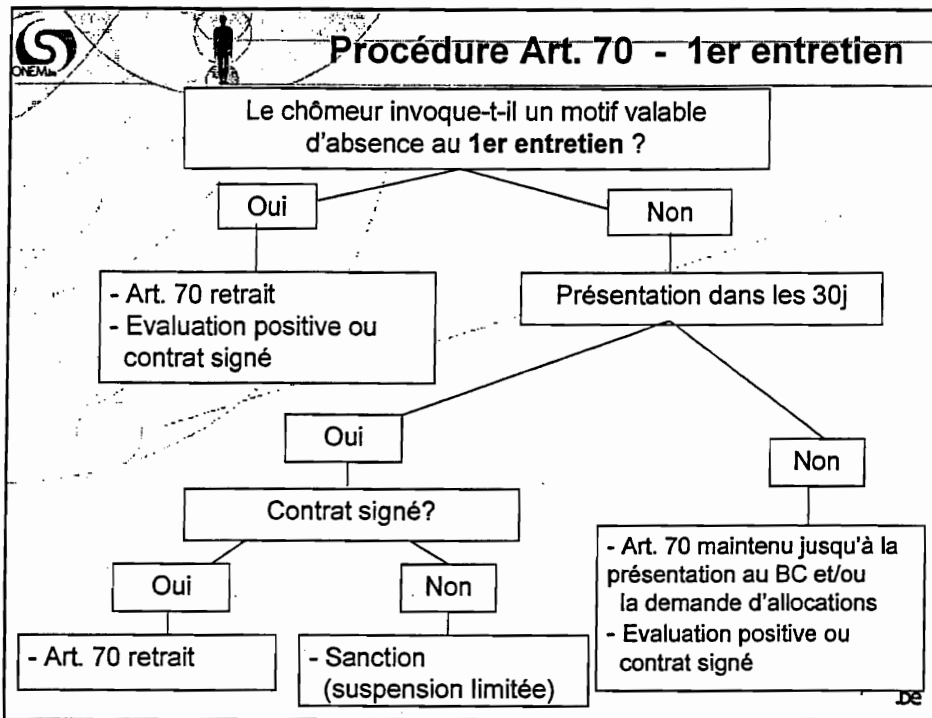 Procédure Art. 70 - 1er entretien
ONEM.be
Le chômeur invoque-t-il un motif valable
d'absence au 1er entretien ?
Oui
Non
- Art. 70 retrait
- Evaluation positive ou
contrat signé
Présentation dans les 30j
Oui
Non
Contrat signé?
Oui
Non
- Art. 70 maintenu jusqu'à la
présentation au BC et/ou
la demande d'allocations
- Evaluation positive ou
contrat signé
- Art. 70 retrait
- Sanction
(suspension limitée)
.be